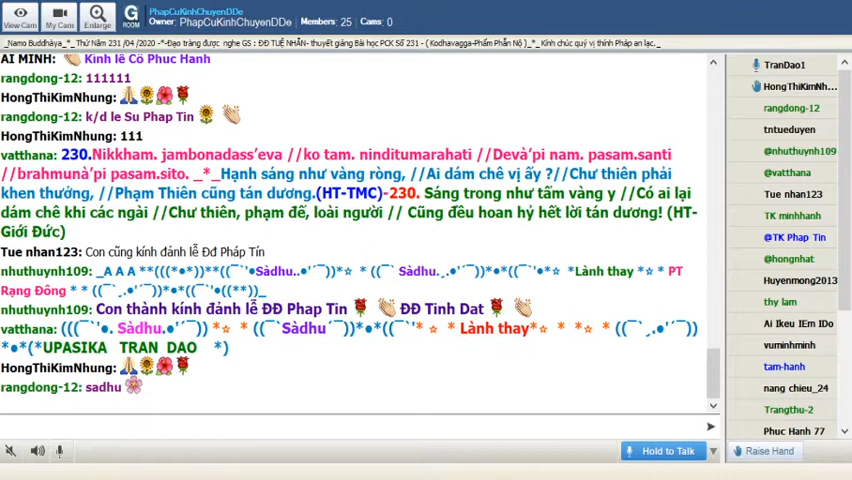 View Cam My Cam Enlarge G ROOM PhapCuKinhChuyenDDe
Owner: PhapCuKinhChuyenDDe Members: 25 Cams: 0
_Namo Buddhàya_*_ Thứ Năm 231 /04 /2020 -*-Đạo tràng được nghe GS : ĐĐ TUỆ NHÂN- thuyết giảng Bài học PCK Số 231 - ( Kodhavagga-Phẩm Phẫn Nộ )_*_ Kính chúc quý vị thính Pháp an lạc._
AI MINH: Kinh lê Cô Phuc Hanh
rangdong-12: 111111
HongThiKimNhung:
rangdong-12: k/d le Su Phap Tin
HongThiKimNhung: 111
vatthana: 230.Nikkham. jambonadass'eva //ko tam. ninditumarahati //Devà'pi nam. pasam.santi
//brahmunà'pi pasam.sito. _*_Hạnh sáng như vàng ròng, //Ai dám chê vị ấy ?//Chư thiên phải
khen thưởng, //Phạm Thiên cũng tán dương.(HT-TMC)-230. Sáng trong như tấm vàng y //Có ai lại
dám chê khi các ngài //Chư thiên, phạm đế, loài người // Cũng đều hoan hỷ hết lời tán dương! (HT-
Giới Đức)
Tue nhan123: Con cũng kính đảnh lễ Đđ Pháp Tín
nhuthuynh109: _A A A **(((*●*))**((¯`'●.Sàdhu..●'´¯)*☆ * ((¯` Sàdhu.¸.●'´¯))*●*((¯`'●*☆ *Lành thay *☆ * PT
Rạng Đông * * ((¯`¸.●'´¯))*●*((¯`'●((**))_
nhuthuynh109: Con thành kính đảnh lễ ĐĐ Phap Tin ĐĐ Tinh Dat
vatthana: (((¯`'●. Sàdhu.●'´¯)) *☆ * ((¯`Sàdhu´¯))*●*((¯`'* ☆ * Lành thay* ☆ * *☆ * ((¯`¸.●'´¯))
*●*(*UPASIKA TRAN DAO *)
HongThiKimNhung:
rangdong-12: sadhu
Hold to Talk
TranDao1
HongThiKimNh...
rangdong-12
tntueduyen
@nhuthuynh109
@vatthana
Tue nhan123
TK minhhanh
@TK Phap Tin
@hongnhat
Huyenmong2013
thy lam
Ai Ikeu IEm IDo
vuminhminh
tam-hanh
nang chieu_24
Trangthu-2
Phuc Hanh 77
Raise Hand